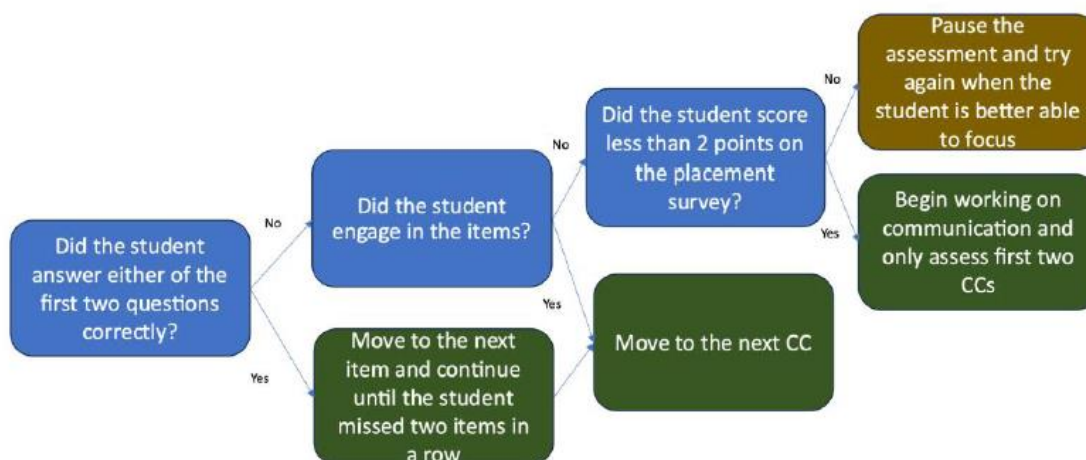 Did the student
answer either of the
first two questions
correctly?
No
Yes
Did the student
engage in the items?
No
Yes
Move to the next
item and continue
until the student
missed two items in
a row
Did the student score
less than 2 points on
the placement
survey?
No
Yes
Move to the next CC
Pause the
assessment and try
again when the
student is better able
to focus
Begin working on
communication and
only assess first two
CCs